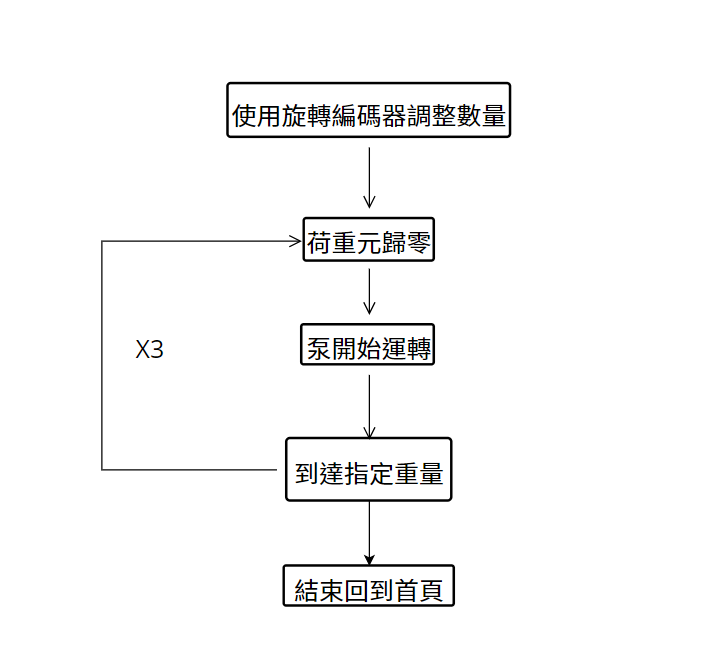 使用旋轉編碼器調整數量
荷重元歸零
X3
泵開始運轉
到達指定重量
結束回到首頁